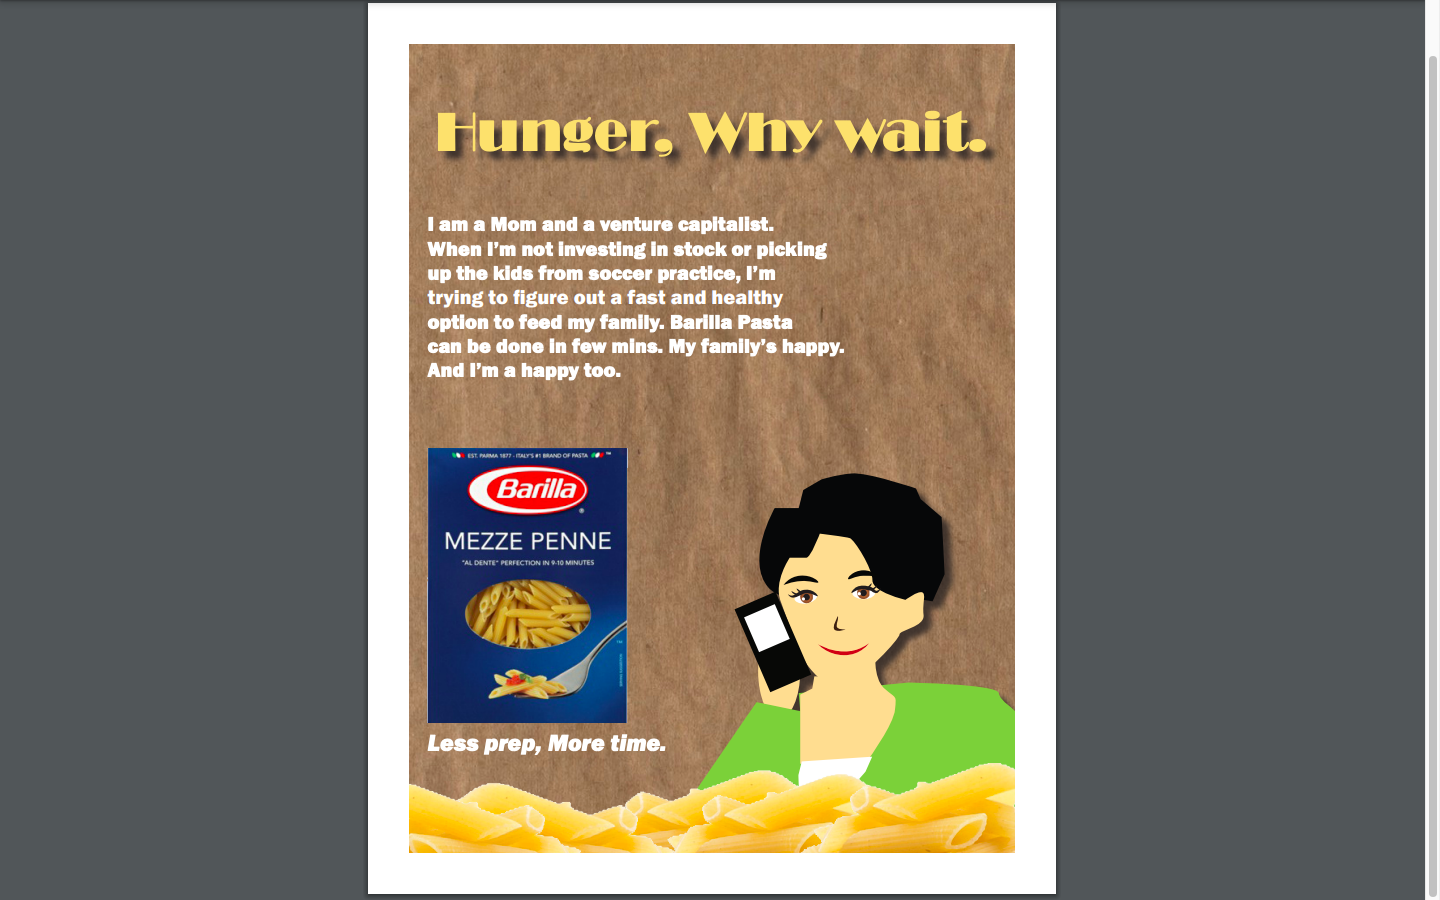 Hunger, Why wait.
I am a Mom and a venture capitalist.
When I'm not investing in stock or picking
up the kids from soccer practice, I'm
trying to figure out a fast and healthy
option to feed my family. Barilla Pasta
can be done in few mins. My family's happy.
And I'm a happy too.
EST. PARMA 1877 - ITALY'S #1 BRAND OF PASTA ™
Barilla ®
MEZZE PENNE
"AL DENTE" PERFECTION IN 9-10 MINUTES
Less prep, More time.